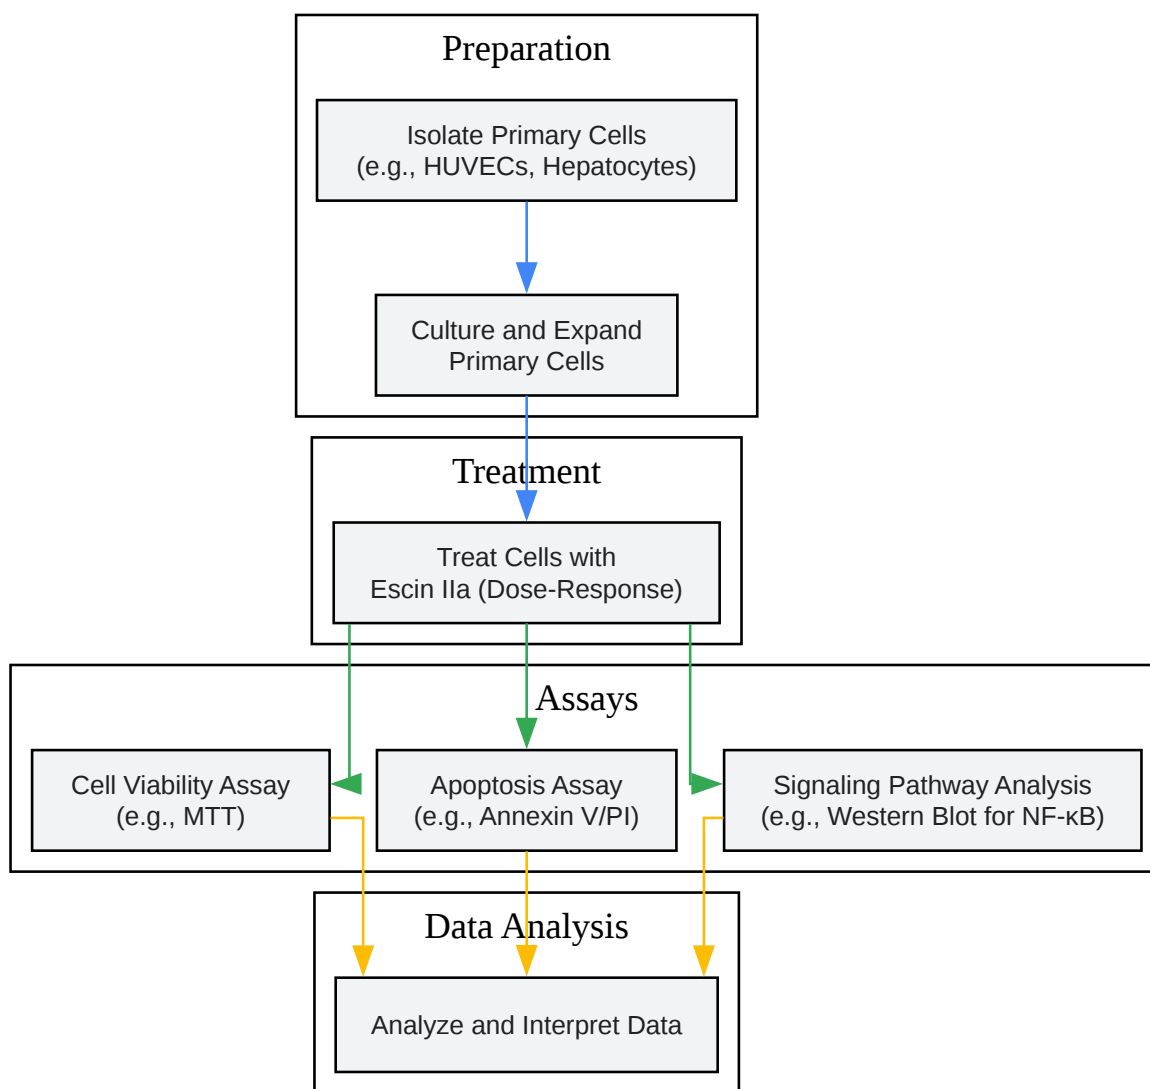 Preparation
Isolate Primary Cells
(e.g., HUVECs, Hepatocytes)
Culture and Expand
Primary Cells
Treatment
Treat Cells with
Escin IIa (Dose-Response)
Assays
Cell Viability Assay
(e.g., MTT)
Apoptosis Assay
(e.g., Annexin V/PI)
Signaling Pathway Analysis
(e.g., Western Blot for NF-κB)
Data Analysis
Analyze and Interpret Data